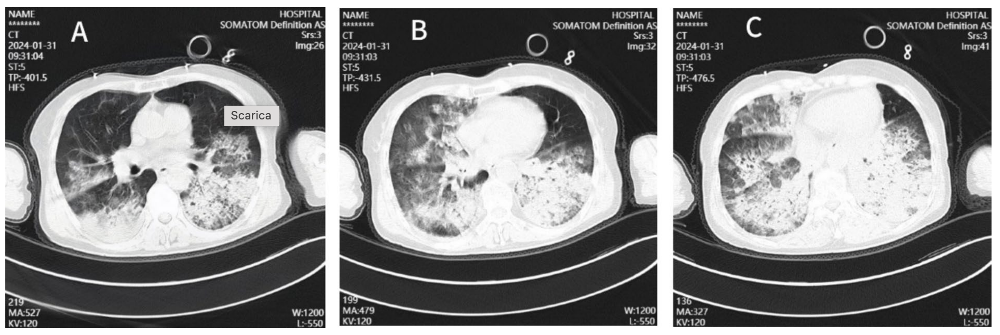 NAME
********
CT
2024-01-31
09:31:04
ST:5
TP:-401.5
HFS
A
HOSPITAL
SOMATOM Definition AS
Srs:3
Img:26
Scarica
219
MA:527
KV:120
W:1200
L:-550
NAME
********
CT
2024-01-31
09:31:03
ST:5
TP:-431.5
HFS
B
HOSPITAL
SOMATOM Definition AS
Srs:3
Img:32
199
MA:479
KV:120
W:1200
L:-550
NAME
********
CT
2024-01-31
09:31:03
ST:5
TP:-476.5
HFS
C
HOSPITAL
SOMATOM Definition AS
Srs:3
Img:41
136
MA:327
KV:120
W:1200
L:-550